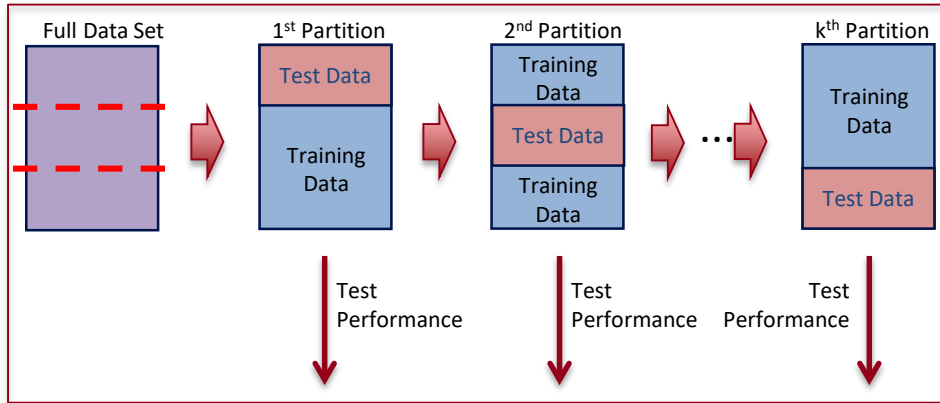 Full Data Set
1st Partition
2nd Partition
kth Partition
Test Data
Training
Data
Training
Data
Test Data
Training
Data
...
Training
Data
Test Data
Test
Performance
Test
Performance
Test
Performance